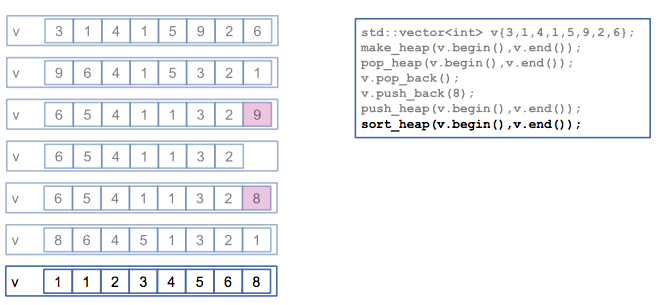 v 3 1 4 1 5 9 2 6
v 9 6 4 1 5 3 2 1
v 6 5 4 1 1 3 2 9
v 6 5 4 1 1 3 2
v 6 5 4 1 1 3 2 8
v 8 6 4 5 1 3 2 1
v 1 1 2 3 4 5 6 8
std::vector<int> v{3,1,4,1,5,9,2,6};
make_heap(v.begin(),v.end());
pop_heap(v.begin(),v.end());
v.pop_back();
v.push_back(8);
push_heap(v.begin(),v.end());
sort_heap(v.begin(),v.end());